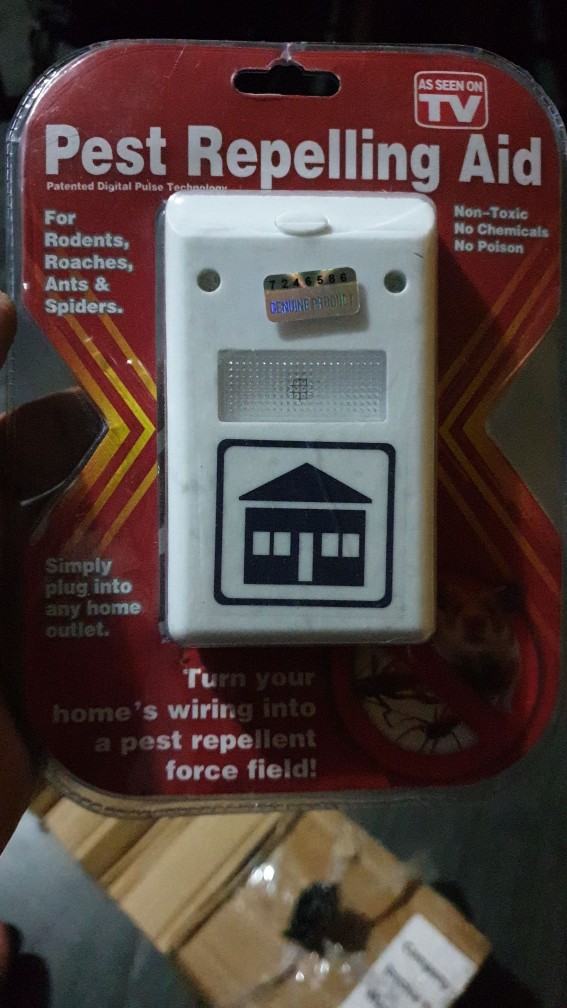 AS SEEN ON
TV
Pest Repelling Aid
Patented Digital Pulse Technology
For
Rodents,
Roaches,
Ants &
Spiders.
Non-Toxic
No Chemicals
No Poison
7246586
GENUINE PRODUCT
Simply
plug into
any home
outlet.
Turn your
home's wiring into
a pest repellent
force field!